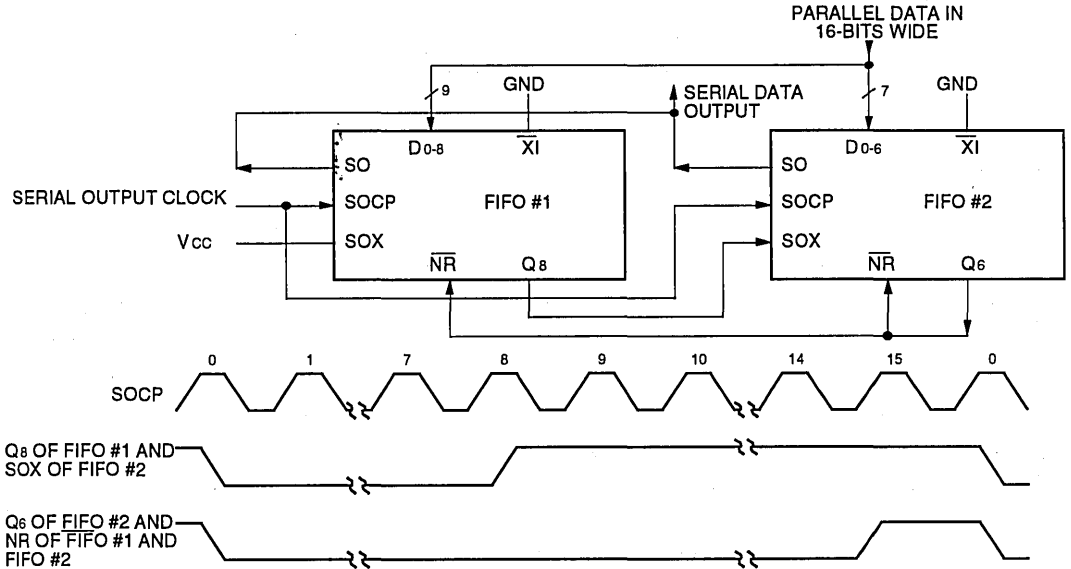 PARALLEL DATA IN
16-BITS WIDE
9
GND
SERIAL DATA
OUTPUT
7
GND
D0-8
XI
D0-6
XI
SO
SO
SERIAL OUTPUT CLOCK
SOCP
FIFO #1
SOCP
FIFO #2
Vcc
SOX
SOX
NR
Q8
NR
Q6
0
1
7
8
9
10
14
15
0
SOCP
Q8 OF FIFO #1 AND
SOX OF FIFO #2
Q6 OF FIFO #2 AND
NR OF FIFO #1 AND
FIFO #2